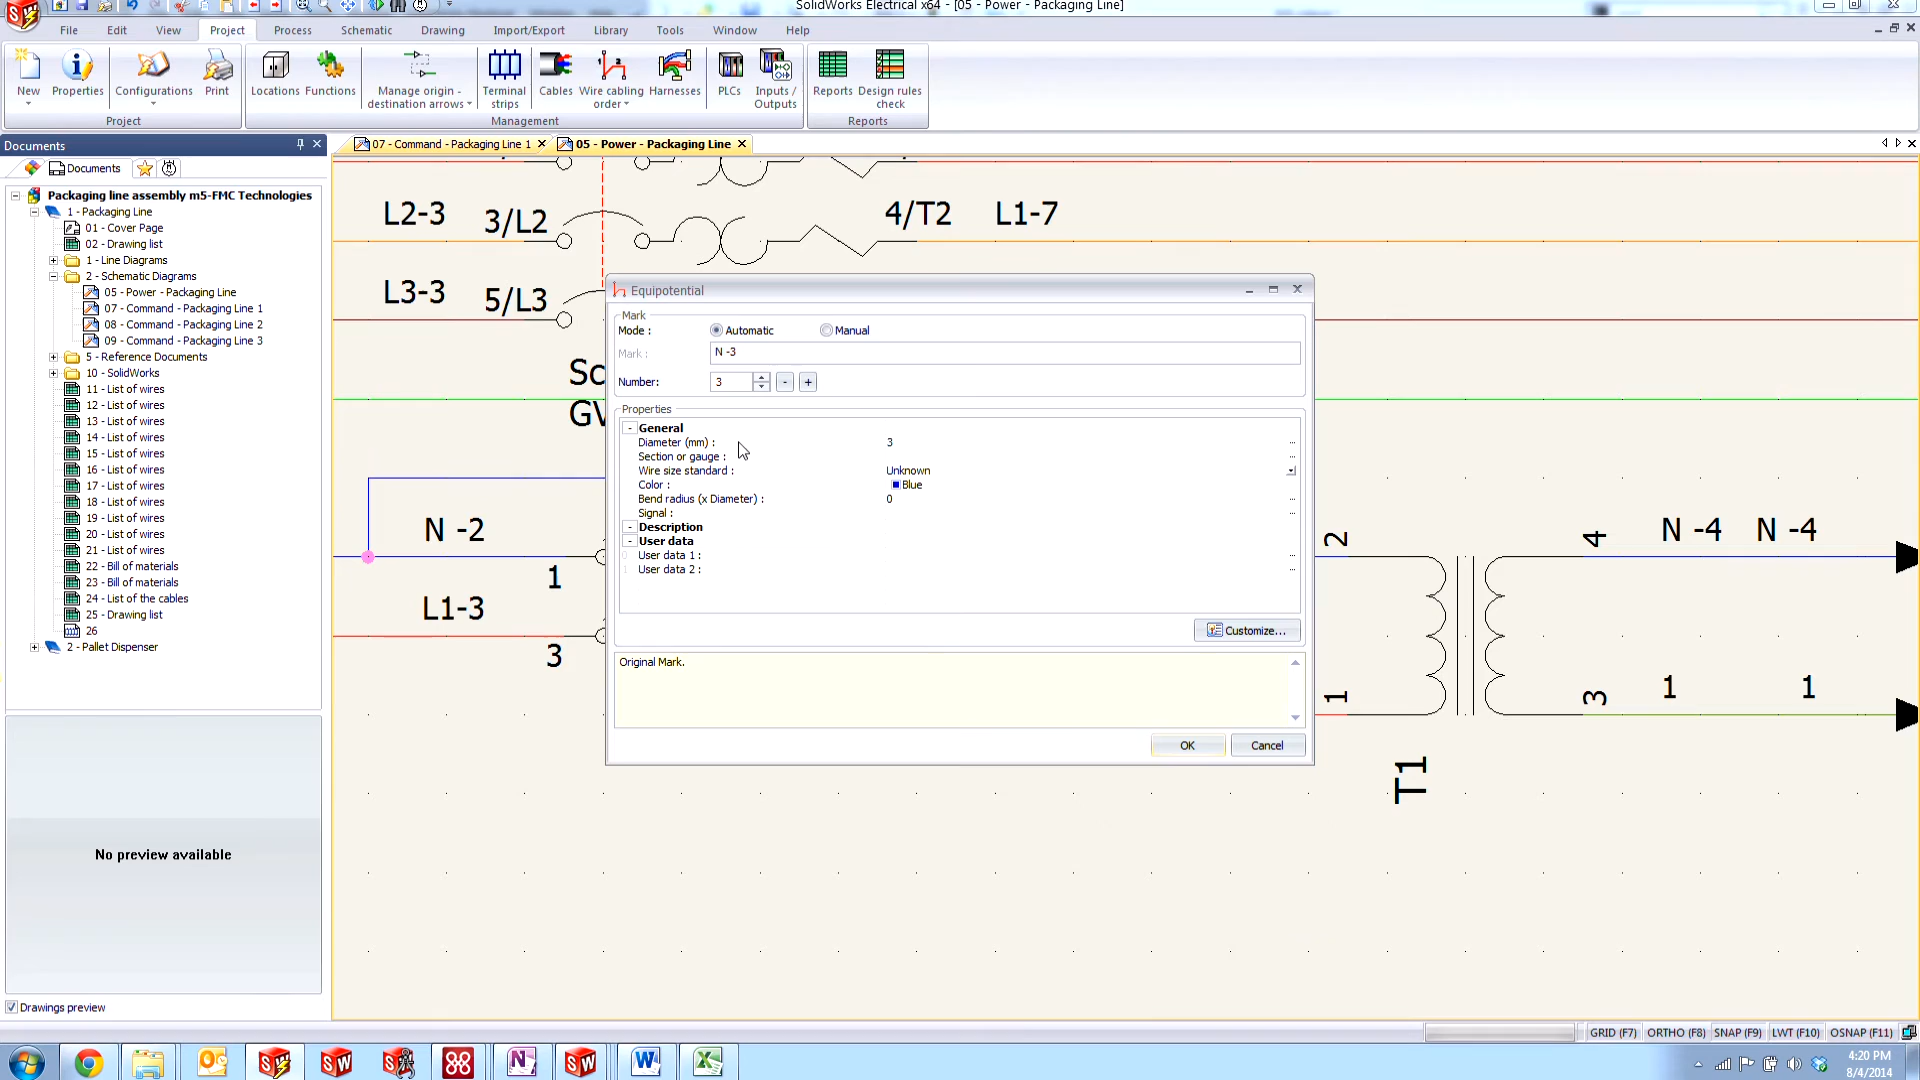 SolidWorks Electrical x64 - [05 - Power - Packaging Line]
File Edit View Project Process Schematic Drawing Import/Export Library Tools Window Help
New Properties Configurations Print Locations Functions Manage origin - destination arrows Terminal strips Cables Wire cabling order Harnesses PLCs Inputs / Outputs Reports Design rules check
Project Management Reports
Documents
07 - Command - Packaging Line 1
05 - Power - Packaging Line
Documents
Packaging line assembly m5-FMC Technologies
1 - Packaging Line
01 - Cover Page
02 - Drawing list
1 - Line Diagrams
2 - Schematic Diagrams
05 - Power - Packaging Line
07 - Command - Packaging Line 1
08 - Command - Packaging Line 2
09 - Command - Packaging Line 3
5 - Reference Documents
10 - SolidWorks
11 - List of wires
12 - List of wires
13 - List of wires
14 - List of wires
15 - List of wires
16 - List of wires
17 - List of wires
18 - List of wires
19 - List of wires
20 - List of wires
21 - List of wires
22 - Bill of materials
23 - Bill of materials
24 - List of the cables
25 - Drawing list
26
2 - Pallet Dispenser
No preview available
Drawings preview
L2-3 3/L2 4/T2 L1-7
L3-3 5/L3
Sc
GV
N -2
1
L1-3
3
Equipotential
Mark
Mode : Automatic Manual
Mark : N -3
Number: 3 - +
Properties
General
Diameter (mm) : 3
Section or gauge :
Wire size standard : Unknown
Color : Blue
Bend radius (x Diameter) : 0
Signal :
Description
User data
0 User data 1 :
1 User data 2 :
Customize...
Original Mark.
OK Cancel
2 4 N -4 N -4
1 3 1 1
T1
GRID (F7) ORTHO (F8) SNAP (F9) LWT (F10) OSNAP (F11)
4:20 PM
8/4/2014